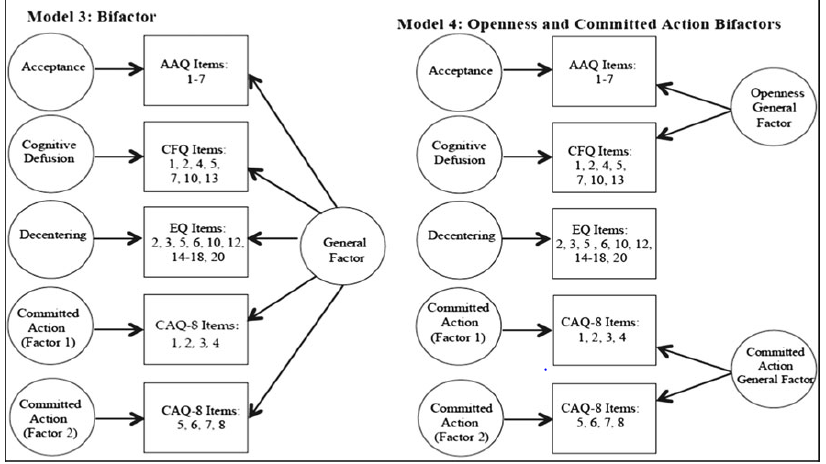 Model 3: Bifactor
Acceptance
AAQ Items:
1-7
Cognitive
Defusion
CFQ Items:
1, 2, 4, 5,
7, 10, 13
Decentering
EQ Items:
2, 3, 5, 6, 10, 12,
14-18, 20
General
Factor
Committed
Action
(Factor 1)
CAQ-8 Items:
1, 2, 3, 4
Committed
Action
(Factor 2)
CAQ-8 Items:
5, 6, 7, 8
Model 4: Openness and Committed Action Bifactors
Acceptance
AAQ Items:
1-7
Openness
General
Factor
Cognitive
Defusion
CFQ Items:
1, 2, 4, 5,
7, 10, 13
Decentering
EQ Items:
2, 3, 5 , 6, 10, 12,
14-18, 20
Committed
Action
(Factor 1)
CAQ-8 Items:
1, 2, 3, 4
Committed
Action
General Factor
Committed
Action
(Factor 2)
CAQ-8 Items:
5, 6, 7, 8